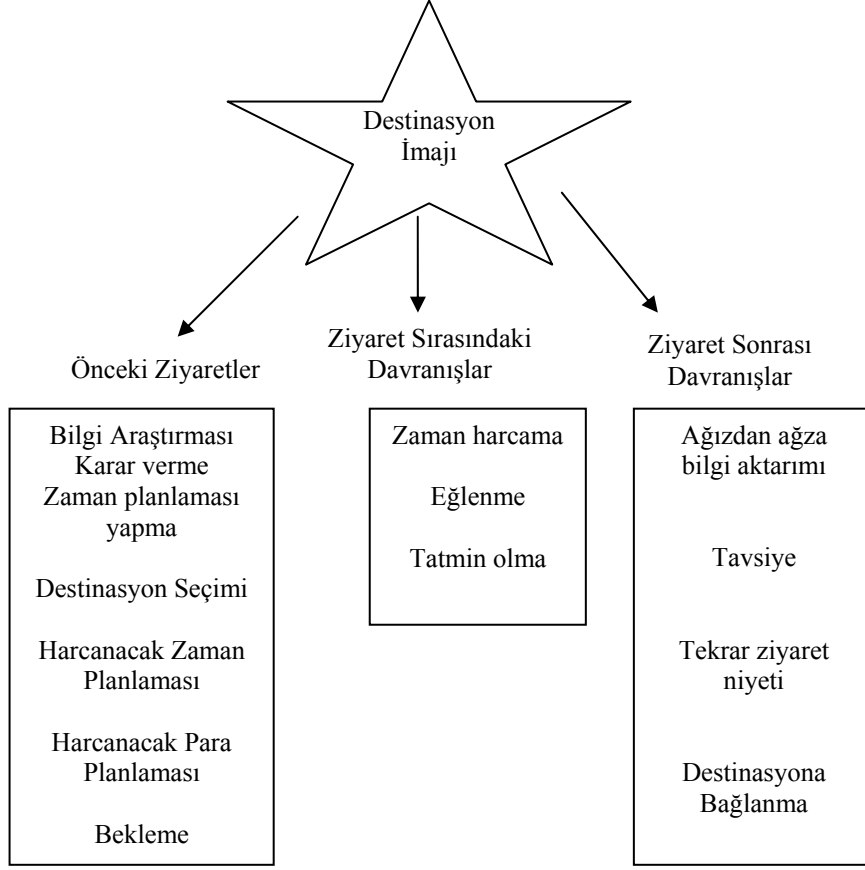 Destinasyon
İmajı
Önceki Ziyaretler
Bilgi Araştırması
Karar verme
Zaman planlaması
yapma
Destinasyon Seçimi
Harcanacak Zaman
Planlaması
Harcanacak Para
Planlaması
Bekleme
Ziyaret Sırasındaki
Davranışlar
Zaman harcama
Eğlenme
Tatmin olma
Ziyaret Sonrası
Davranışlar
Ağızdan ağza
bilgi aktarımı
Tavsiye
Tekrar ziyaret
niyeti
Destinasyona
Bağlanma